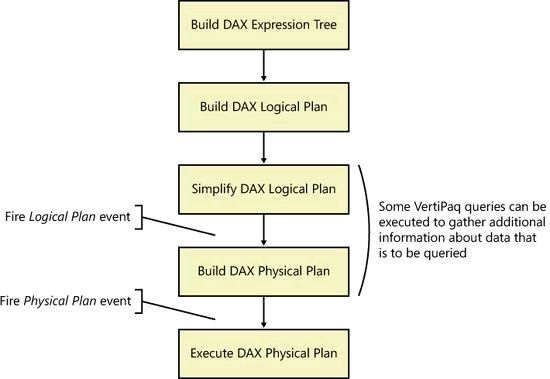 Build DAX Expression Tree
Build DAX Logical Plan
Simplify DAX Logical Plan
Some VertiPaq queries can be
executed to gather additional
information about data that
is to be queried
Fire Logical Plan event
Build DAX Physical Plan
Fire Physical Plan event
Execute DAX Physical Plan